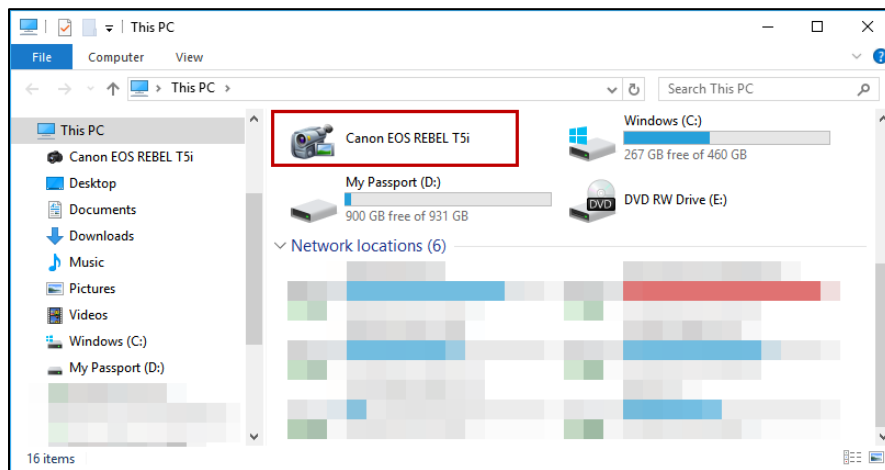 This PC
File Computer View
This PC Search This PC
This PC
Canon EOS REBEL T5i
Desktop
Documents
Downloads
Music
Pictures
Videos
Windows (C:)
My Passport (D:)
Canon EOS REBEL T5i
Windows (C:)
267 GB free of 460 GB
My Passport (D:)
900 GB free of 931 GB
DVD
DVD RW Drive (E:)
Network locations (6)
16 items